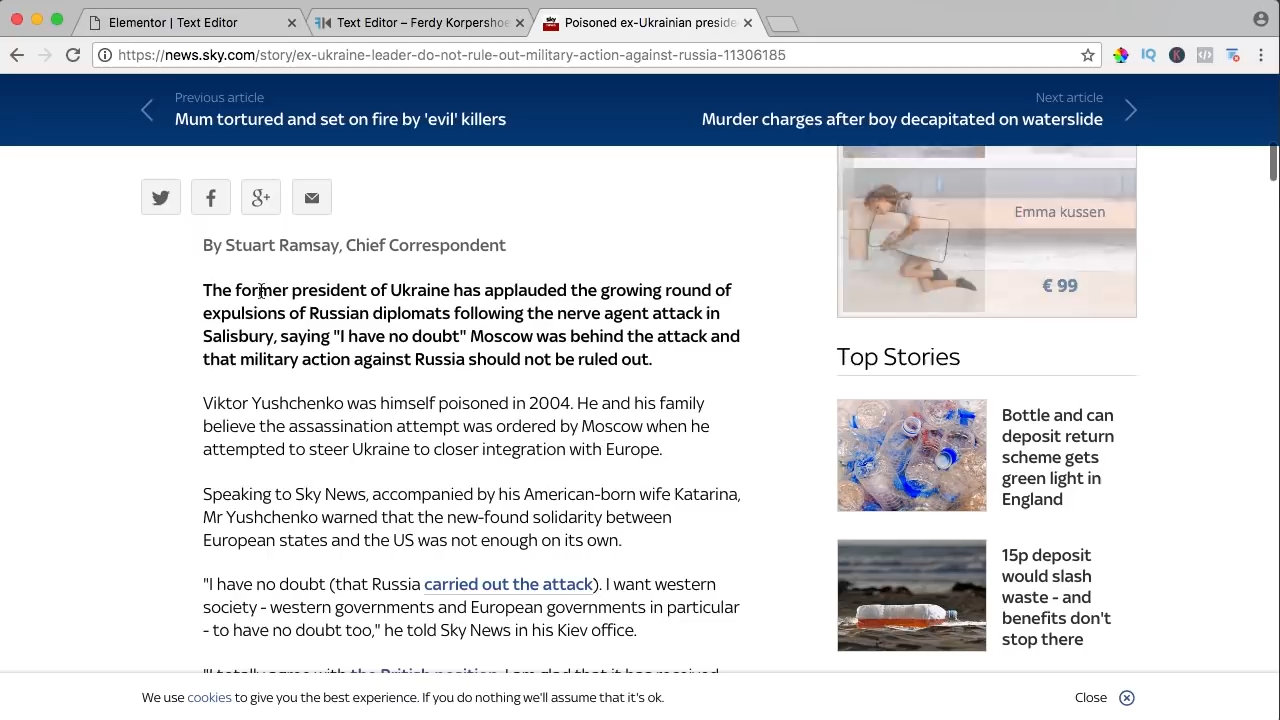 Elementor | Text Editor
Text Editor – Ferdy Korpershoe
Poisoned ex-Ukrainian preside
https://news.sky.com/story/ex-ukraine-leader-do-not-rule-out-military-action-against-russia-11306185
Previous article
Mum tortured and set on fire by 'evil' killers
Next article
Murder charges after boy decapitated on waterslide
By Stuart Ramsay, Chief Correspondent
The former president of Ukraine has applauded the growing round of
expulsions of Russian diplomats following the nerve agent attack in
Salisbury, saying "I have no doubt" Moscow was behind the attack and
that military action against Russia should not be ruled out.
Viktor Yushchenko was himself poisoned in 2004. He and his family
believe the assassination attempt was ordered by Moscow when he
attempted to steer Ukraine to closer integration with Europe.
Speaking to Sky News, accompanied by his American-born wife Katarina,
Mr Yushchenko warned that the new-found solidarity between
European states and the US was not enough on its own.
"I have no doubt (that Russia carried out the attack). I want western
society - western governments and European governments in particular
- to have no doubt too," he told Sky News in his Kiev office.
"I totally agree with the British position. I am glad that it has received
Emma kussen
€ 99
Top Stories
Bottle and can
deposit return
scheme gets
green light in
England
15p deposit
would slash
waste - and
benefits don't
stop there
We use cookies to give you the best experience. If you do nothing we'll assume that it's ok.
Close